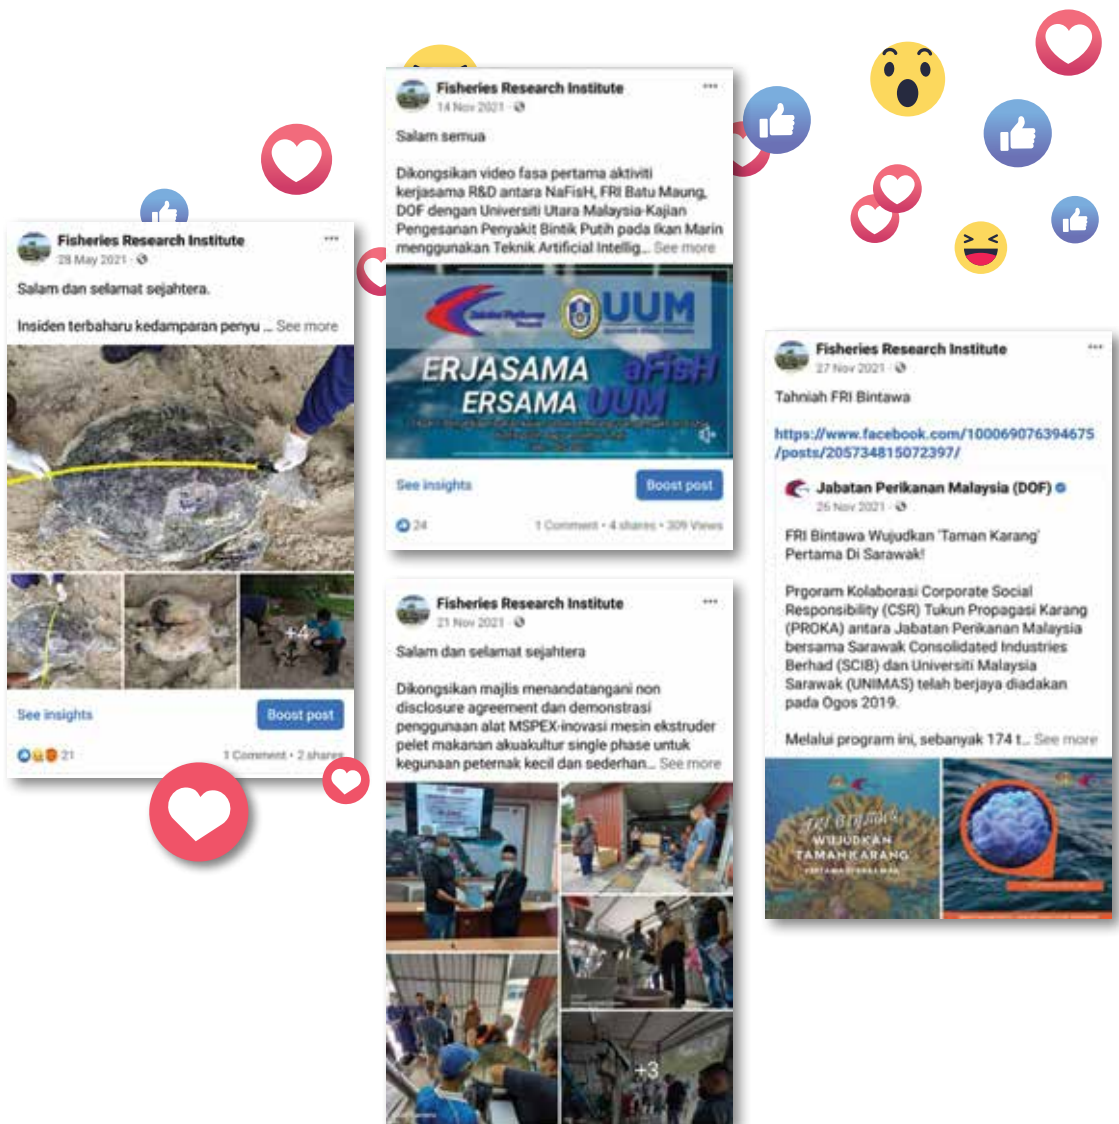 Fisheries Research Institute
28 May 2021
Salam dan selamat sejahtera.
Insiden terbaharu kedamparan penyu ... See more
+4
See insights
Boost post
21
1 Comment • 2 shares
Fisheries Research Institute
14 Nov 2021
Salam semua
Dikongsikan video fasa pertama aktiviti
kerjasama R&D antara NaFisH, FRI Batu Maung,
DOF dengan Universiti Utara Malaysia-Kajian
Pengesanan Penyakit Bintik Putih pada Ikan Marin
menggunakan Teknik Artificial Intellig... See more
UUM
ERJASAMA aFisH
ERSAMA UUM
See insights
Boost post
24
1 Comment • 4 shares • 309 Views
Fisheries Research Institute
21 Nov 2021
Salam dan selamat sejahtera
Dikongsikan majlis menandatangani non
disclosure agreement dan demonstrasi
penggunaan alat MSPEX-inovasi mesin ekstruder
pelet makanan akuakultur single phase untuk
kegunaan peternak kecil dan sederhan... See more
+3
Fisheries Research Institute
27 Nov 2021
Tahniah FRI Bintawa
https://www.facebook.com/100069076394675
/posts/205734815072397/
Jabatan Perikanan Malaysia (DOF)
26 Nov 2021
FRI Bintawa Wujudkan 'Taman Karang'
Pertama Di Sarawak!
Prgoram Kolaborasi Corporate Social
Responsibility (CSR) Tukun Propagasi Karang
(PROKA) antara Jabatan Perikanan Malaysia
bersama Sarawak Consolidated Industries
Berhad (SCIB) dan Universiti Malaysia
Sarawak (UNIMAS) telah berjaya diadakan
pada Ogos 2019.
Melalui program ini, sebanyak 174 t... See more
FRI Bintawa
WUJUDKAN
TAMAN KARANG
PERTAMA DI SARAWAK